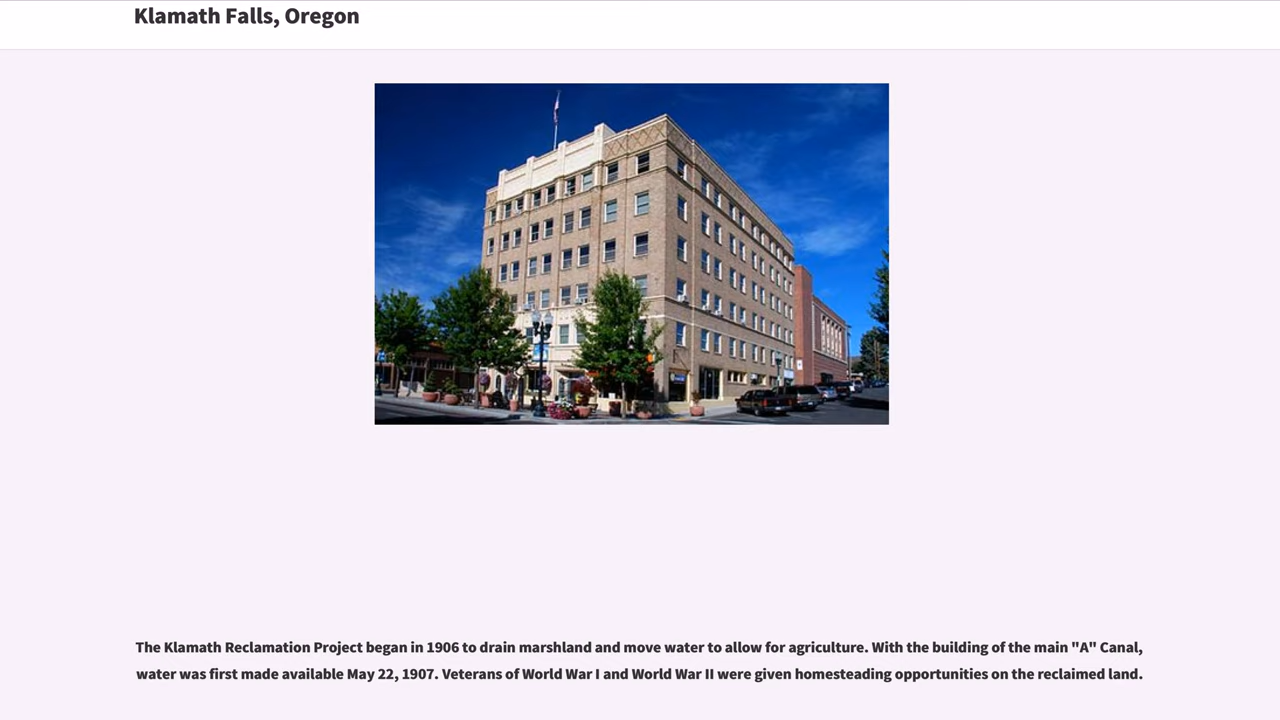 Klamath Falls, Oregon
The Klamath Reclamation Project began in 1906 to drain marshland and move water to allow for agriculture. With the building of the main "A" Canal,
water was first made available May 22, 1907. Veterans of World War I and World War II were given homesteading opportunities on the reclaimed land.